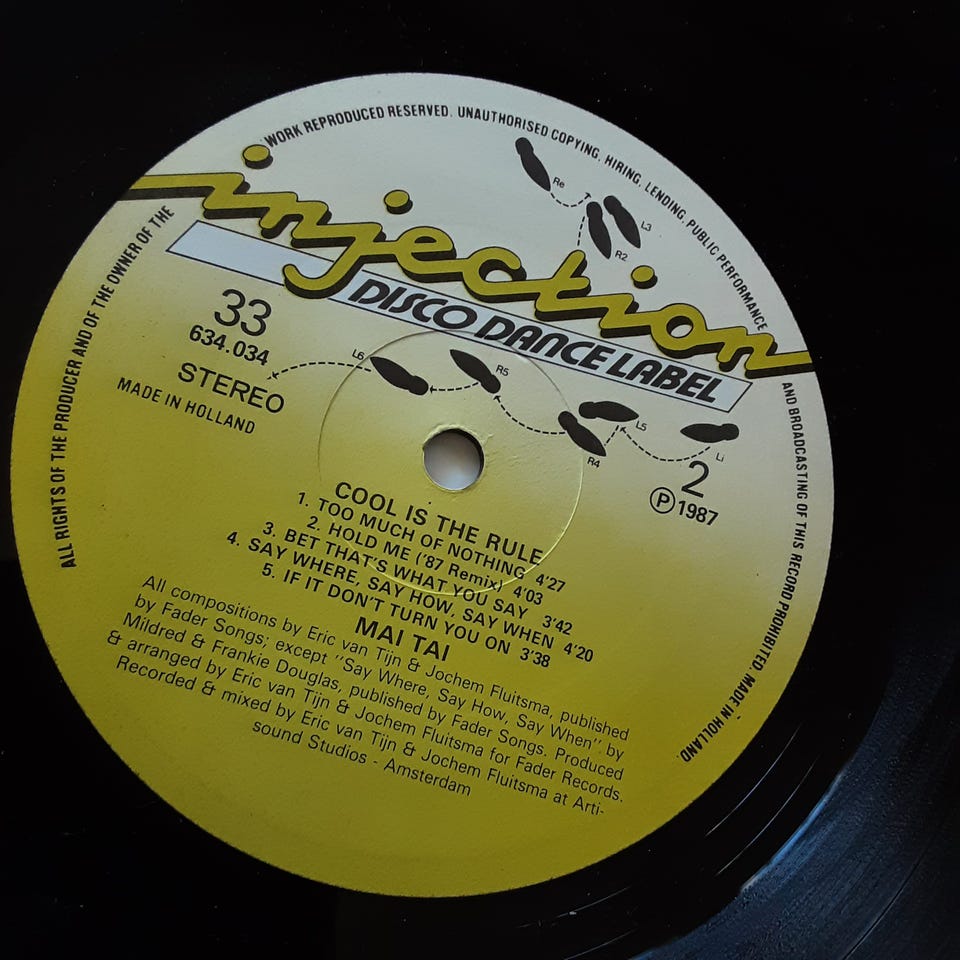 ALL RIGHTS OF THE PRODUCER AND OF THE OWNER OF THE WORK REPRODUCED RESERVED. UNAUTHORISED COPYING, HIRING, LENDING, PUBLIC PERFORMANCE AND BROADCASTING OF THIS RECORD PROHIBITED. MADE IN HOLLAND.
injection
DISCO DANCE LABEL
Re
L3
R2
33
634.034
STEREO
MADE IN HOLLAND
L6
R5
L5
R4
Li
2
Ⓟ 1987
COOL IS THE RULE
1. TOO MUCH OF NOTHING 4'27
2. HOLD ME ('87 Remix) 4'03
3. BET THAT'S WHAT YOU SAY 3'42
4. SAY WHERE, SAY HOW, SAY WHEN 4'20
5. IF IT DON'T TURN YOU ON 3'38
MAI TAI
All compositions by Eric van Tijn & Jochem Fluitsma, published
by Fader Songs; except "Say Where, Say How, Say When" by
Mildred & Frankie Douglas, published by Fader Songs. Produced
& arranged by Eric van Tijn & Jochem Fluitsma for Fader Records.
Recorded & mixed by Eric van Tijn & Jochem Fluitsma at Arti-
sound Studios - Amsterdam